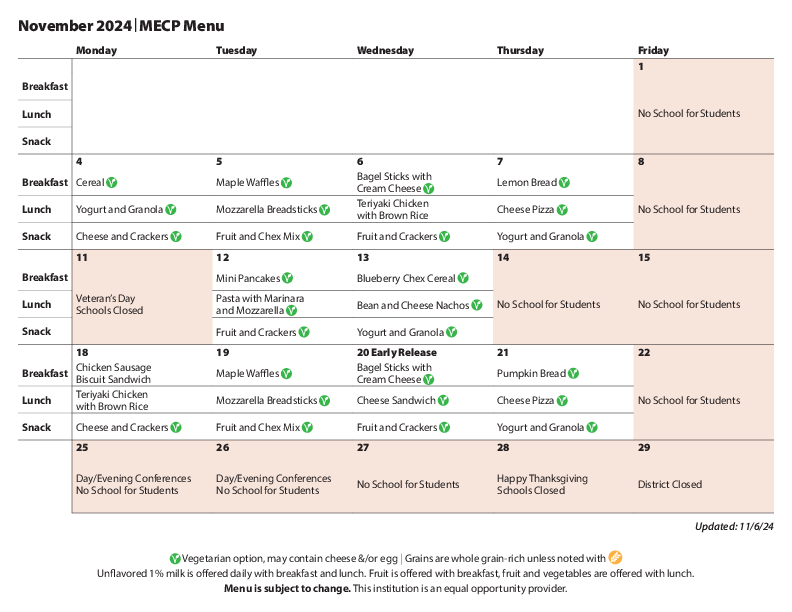 November 2024 | MECP Menu
Monday Tuesday Wednesday Thursday Friday
1
Breakfast
Lunch
No School for Students
Snack
4 5 6 7 8
Breakfast
Cereal V
Maple Waffles V
Bagel Sticks with
Cream Cheese V
Lemon Bread V
Lunch
Yogurt and Granola V
Mozzarella Breadsticks V
Teriyaki Chicken
with Brown Rice
Cheese Pizza V
No School for Students
Snack
Cheese and Crackers V
Fruit and Chex Mix V
Fruit and Crackers V
Yogurt and Granola V
11 12 13 14 15
Breakfast
Mini Pancakes V
Blueberry Chex Cereal V
Lunch
Veteran's Day
Schools Closed
Pasta with Marinara
and Mozzarella V
Bean and Cheese Nachos V
No School for Students
No School for Students
Snack
Fruit and Crackers V
Yogurt and Granola V
18 19 20 Early Release 21 22
Breakfast
Chicken Sausage
Biscuit Sandwich
Maple Waffles V
Bagel Sticks with
Cream Cheese V
Pumpkin Bread V
Lunch
Teriyaki Chicken
with Brown Rice
Mozzarella Breadsticks V
Cheese Sandwich V
Cheese Pizza V
No School for Students
Snack
Cheese and Crackers V
Fruit and Chex Mix V
Fruit and Crackers V
Yogurt and Granola V
25 26 27 28 29
Day/Evening Conferences
No School for Students
Day/Evening Conferences
No School for Students
No School for Students
Happy Thanksgiving
Schools Closed
District Closed
Updated: 11/6/24
V Vegetarian option, may contain cheese &/or egg | Grains are whole grain-rich unless noted with
Unflavored 1% milk is offered daily with breakfast and lunch. Fruit is offered with breakfast, fruit and vegetables are offered with lunch.
Menu is subject to change. This institution is an equal opportunity provider.